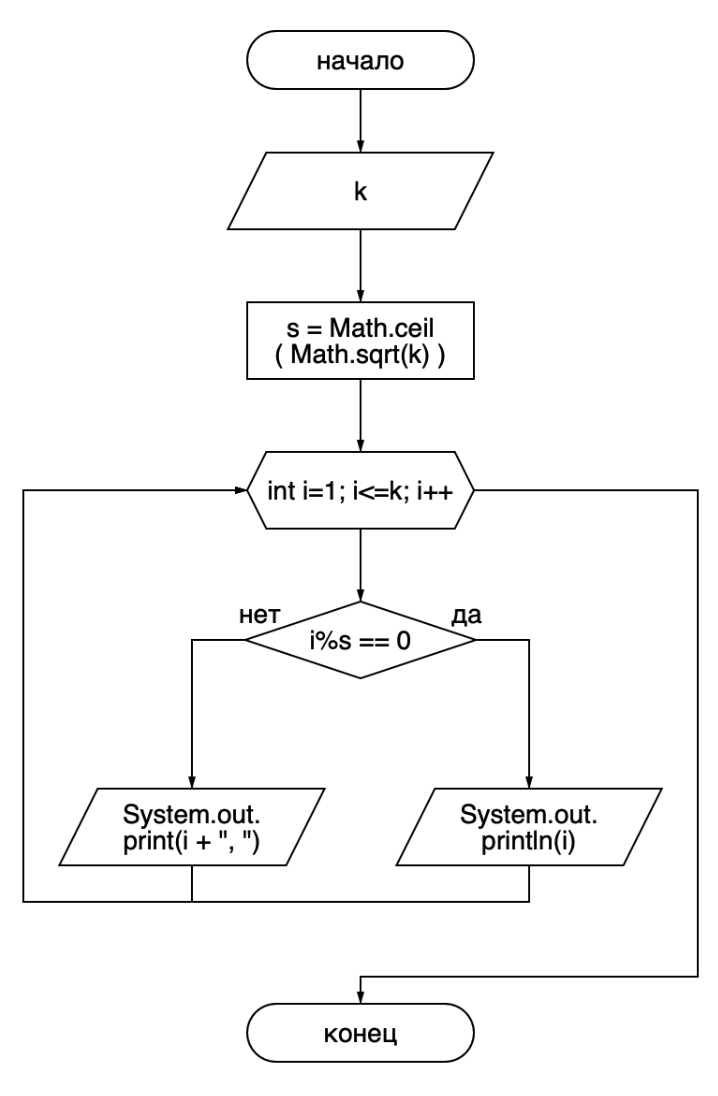 начало
k
s = Math.ceil
( Math.sqrt(k) )
int i=1; i<=k; i++
нет
да
i%s == 0
System.out.
print(i + ", ")
System.out.
println(i)
конец